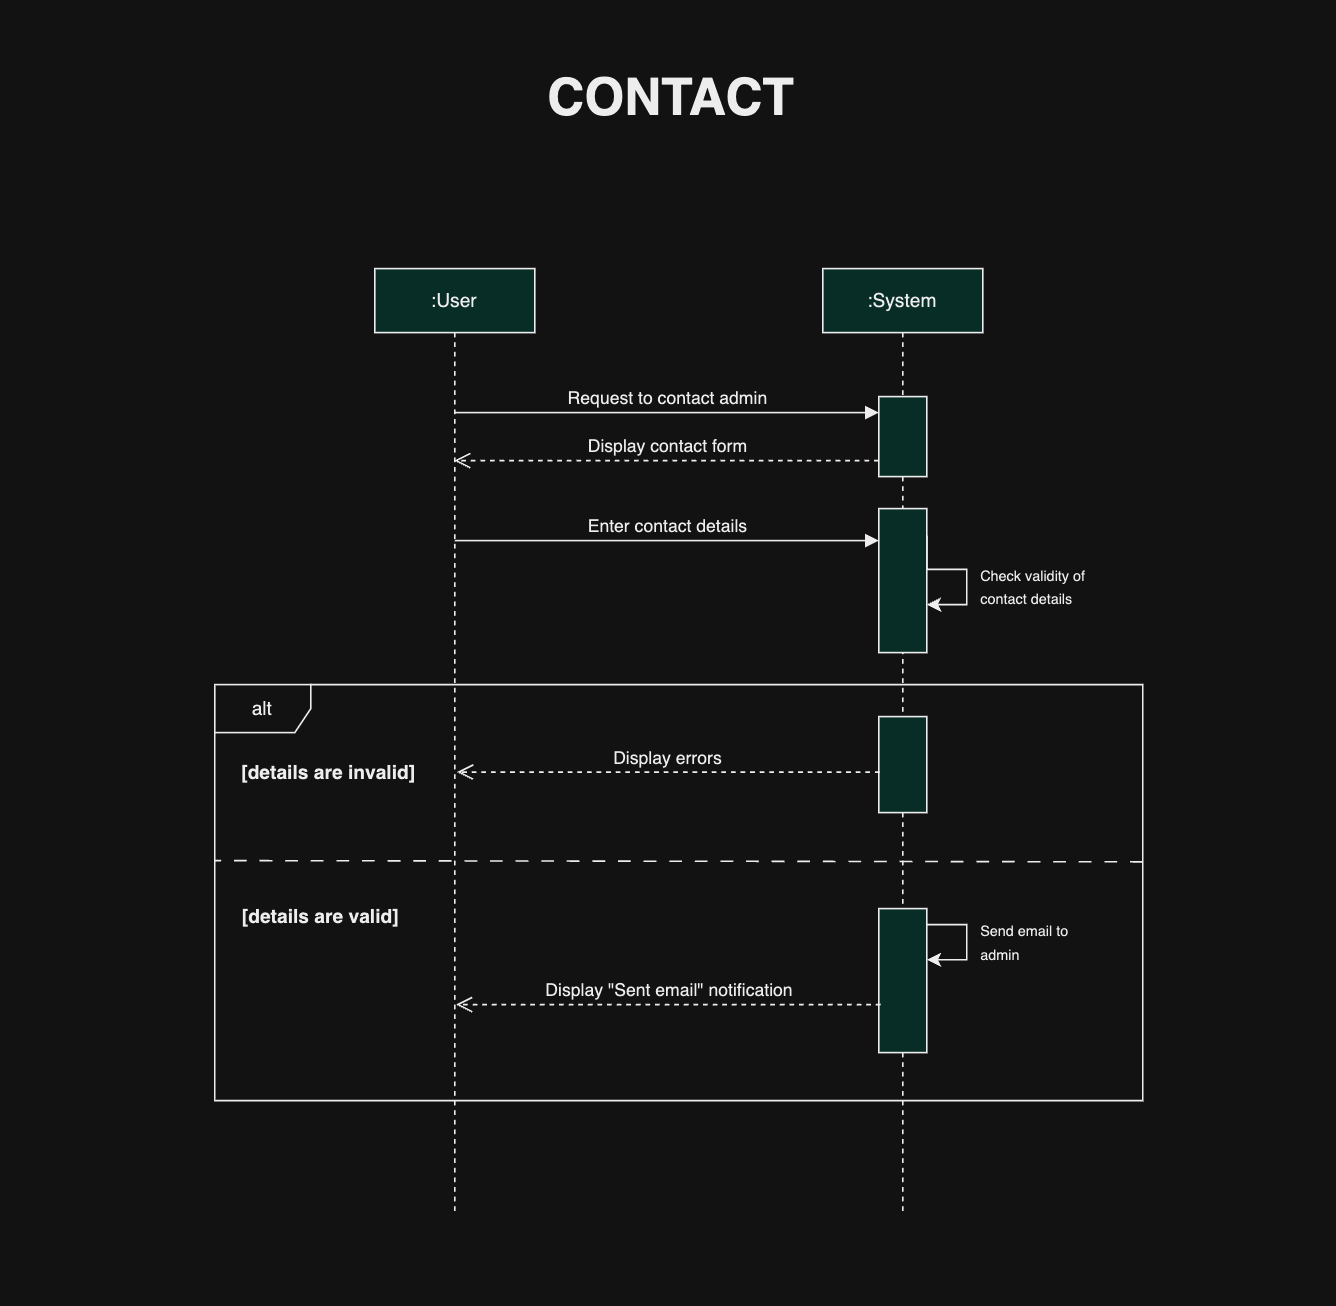 CONTACT
:User
:System
Request to contact admin
Display contact form
Enter contact details
Check validity of
contact details
alt
[details are invalid]
Display errors
[details are valid]
Send email to
admin
Display "Sent email" notification